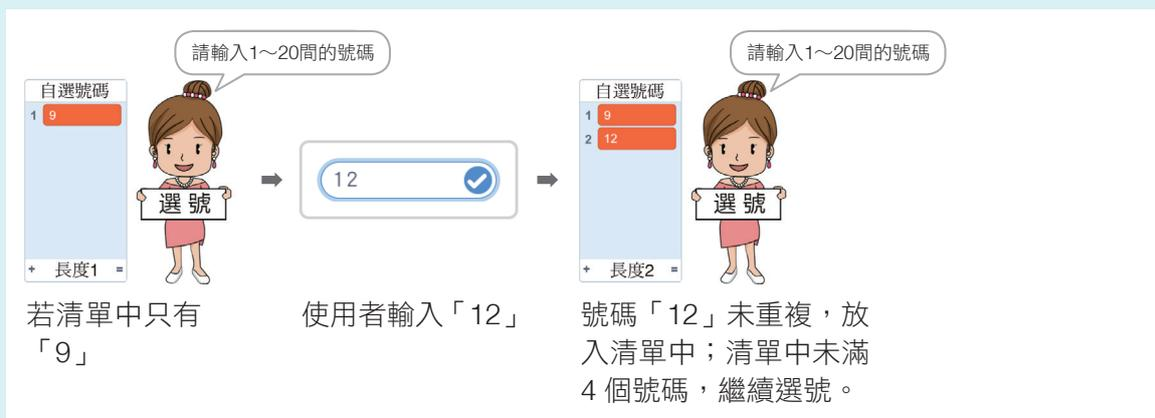 請輸入1～20間的號碼
自選號碼
1 9
選號
+ 長度1 =
➡
12
➡
請輸入1～20間的號碼
自選號碼
1 9
2 12
選號
+ 長度2 =
若清單中只有
「9」
使用者輸入「12」
號碼「12」未重複，放
入清單中；清單中未滿
4 個號碼，繼續選號。